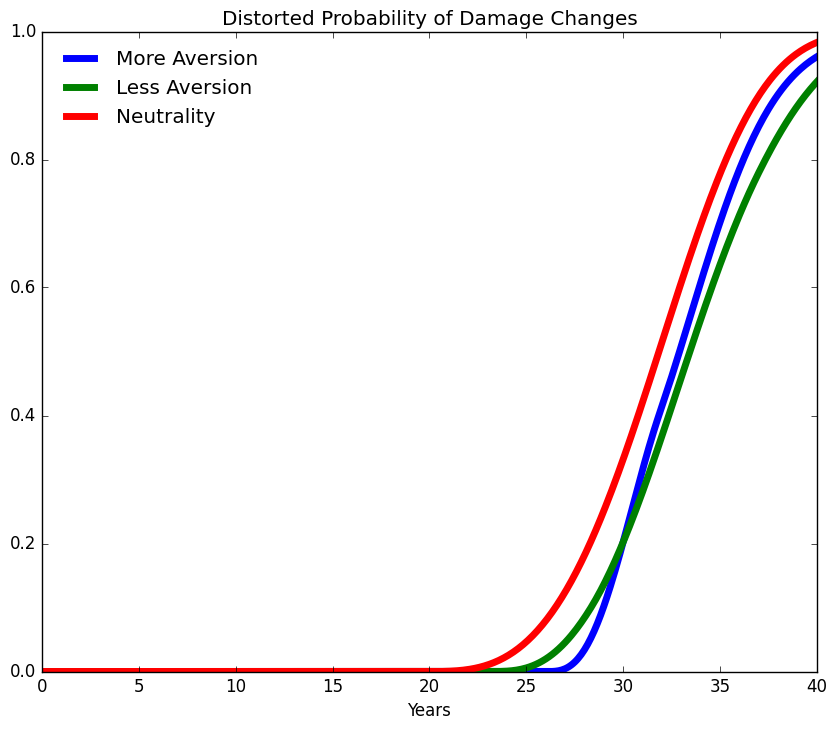 Distorted Probability of Damage Changes
1.0
More Aversion
Less Aversion
Neutrality
0.8
0.6
0.4
0.2
0.0
0 5 10 15 20 25 30 35 40
Years